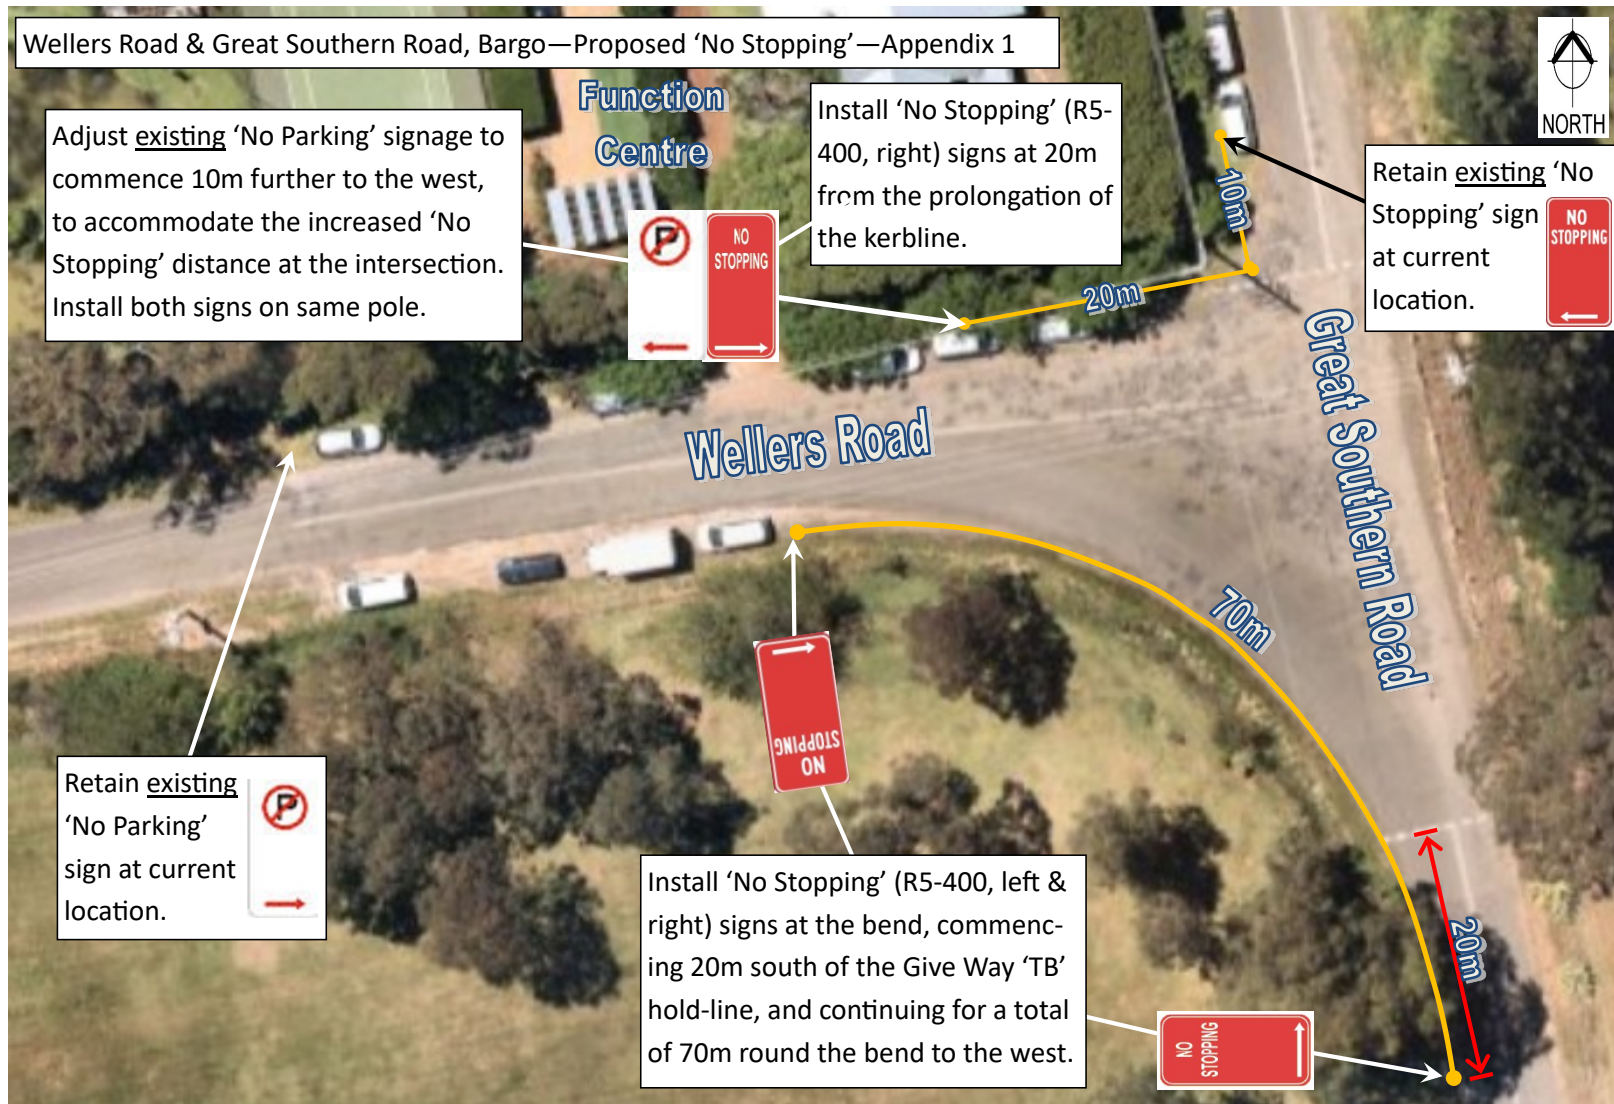 Wellers Road & Great Southern Road, Bargo—Proposed ‘No Stopping’—Appendix 1
NORTH
Function
Centre
Adjust existing ‘No Parking’ signage to
commence 10m further to the west,
to accommodate the increased ‘No
Stopping’ distance at the intersection.
Install both signs on same pole.
P
NO
STOPPING
Install ‘No Stopping’ (R5-
400, right) signs at 20m
from the prolongation of
the kerbline.
10m
20m
Retain existing ‘No
Stopping’ sign
at current
location.
NO
STOPPING
Wellers Road
Great Southern Road
70m
NO
STOPPING
Retain existing
‘No Parking’
sign at current
location.
P
Install ‘No Stopping’ (R5-400, left &
right) signs at the bend, commenc-
ing 20m south of the Give Way ‘TB’
hold-line, and continuing for a total
of 70m round the bend to the west.
20m
NO
STOPPING